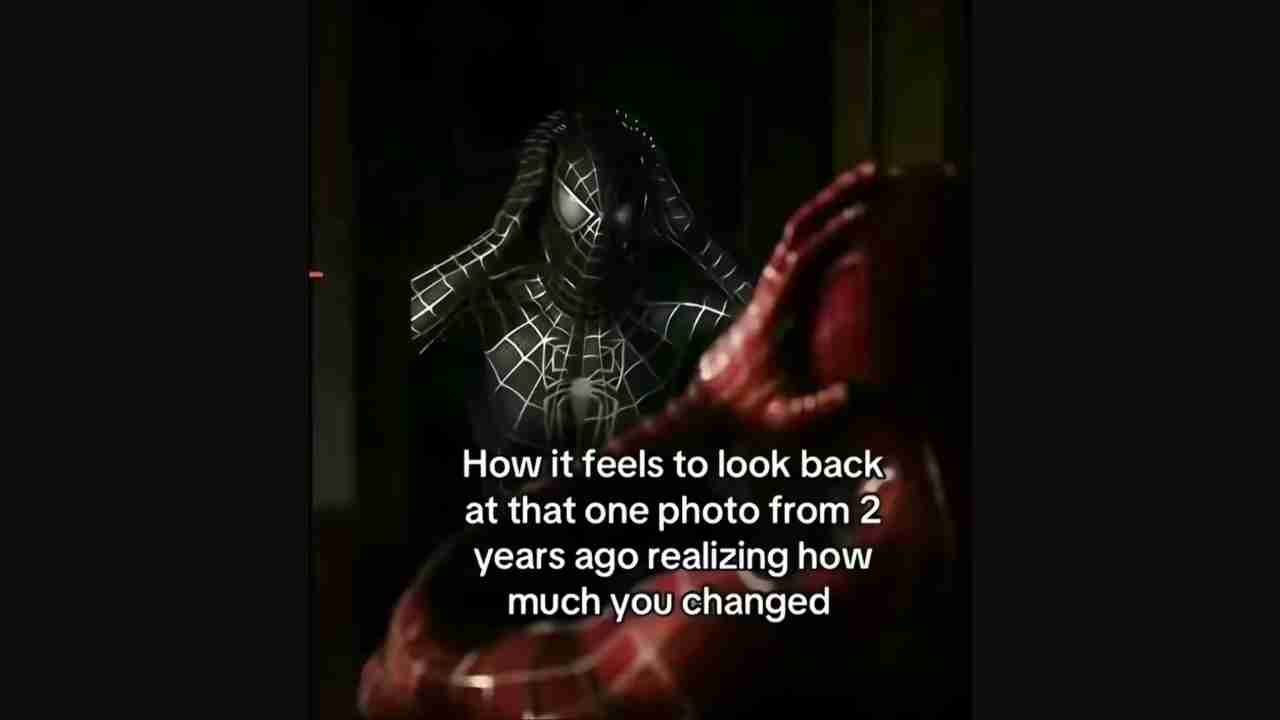 How it feels to look back
at that one photo from 2
years ago realizing how
much you changed